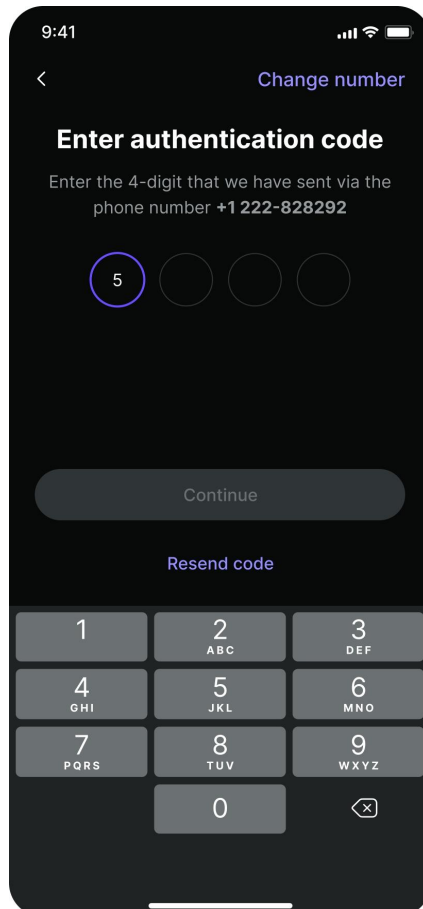 9:41
Change number
Enter authentication code
Enter the 4-digit that we have sent via the
phone number +1 222-828292
5
Continue
Resend code
1
2
ABC
3
DEF
4
GHI
5
JKL
6
MNO
7
PQRS
8
TUV
9
WXYZ
0